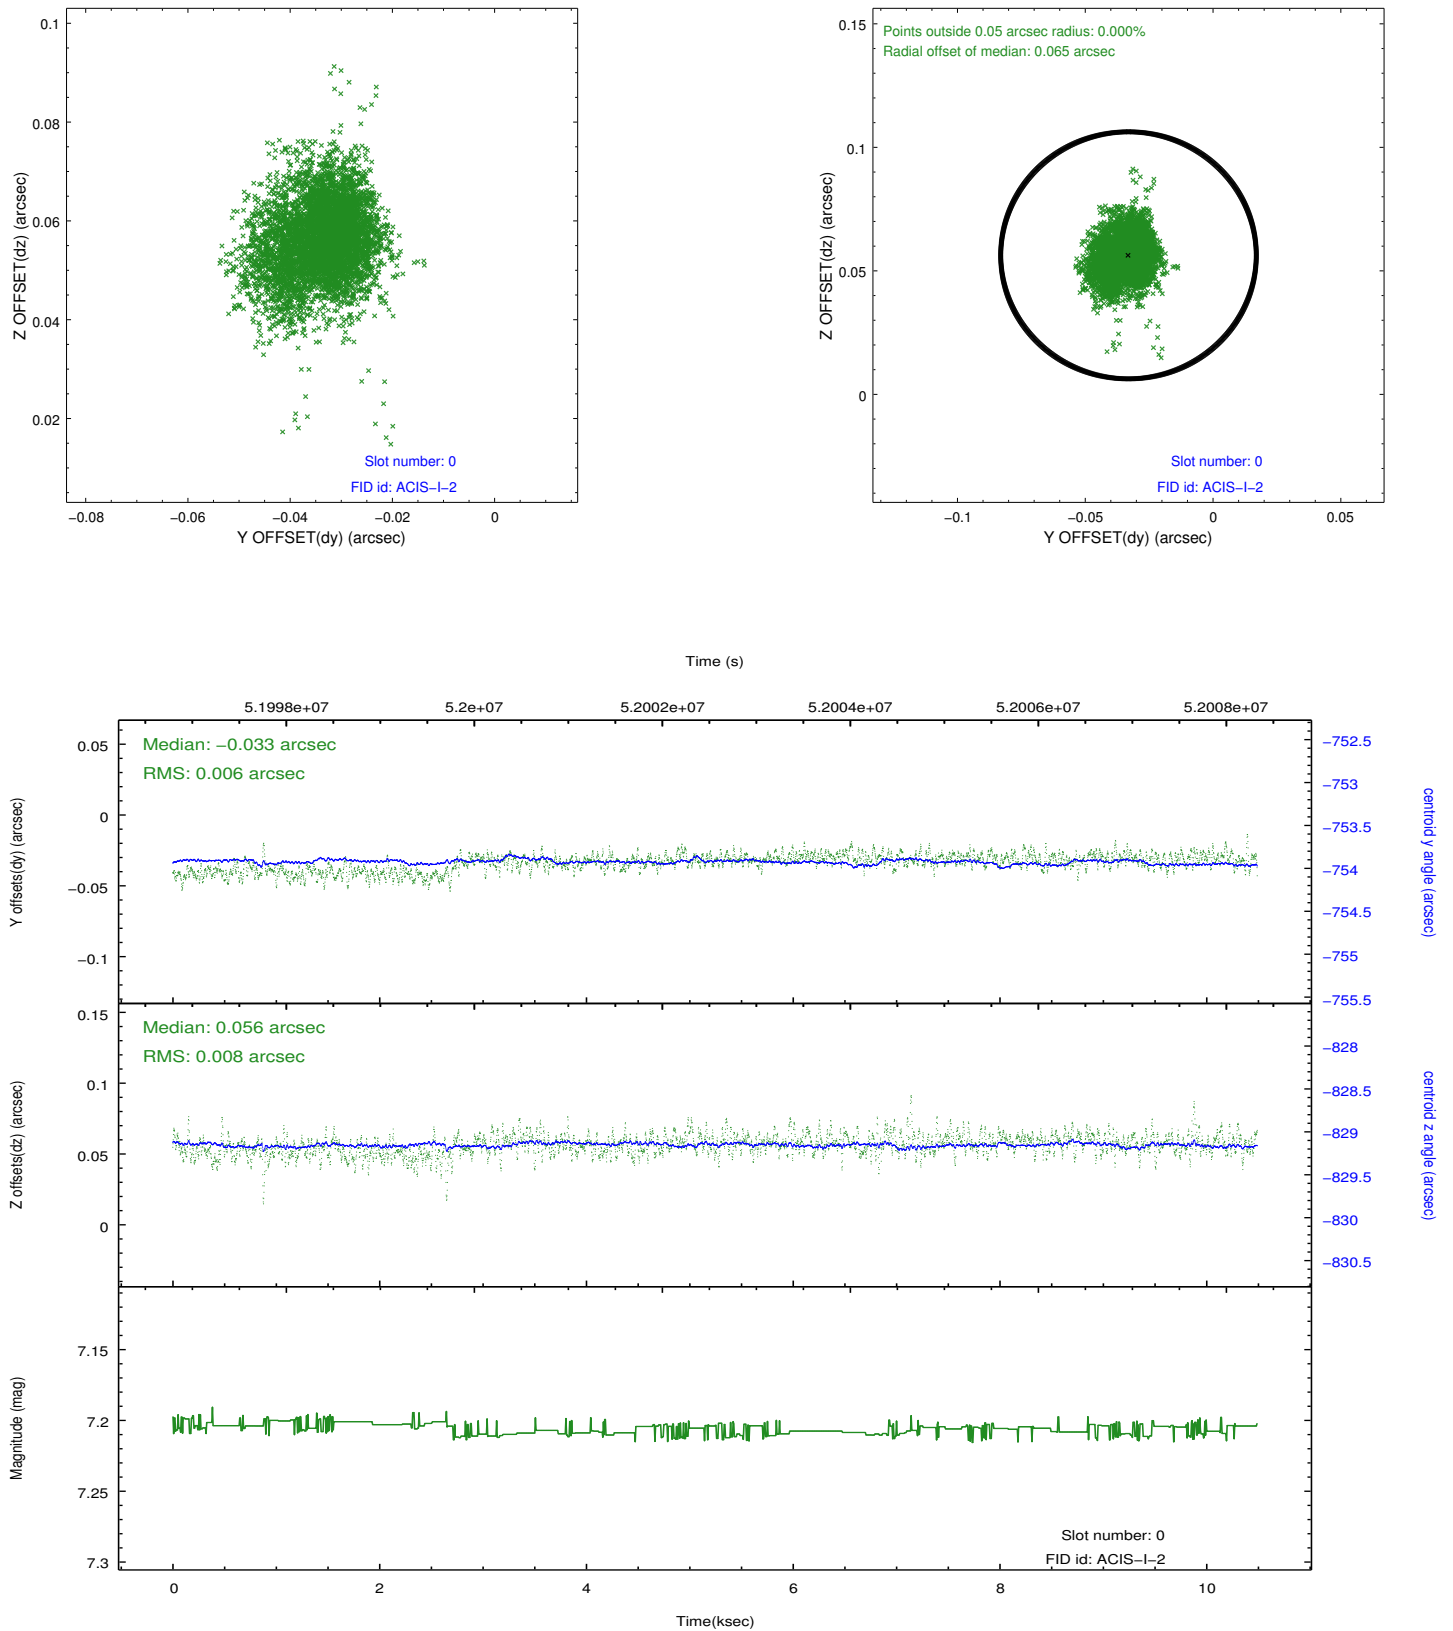 0.1
0.08
0.06
0.04
0.02
Z OFFSET(dz) (arcsec)
Slot number: 0
FID id: ACIS−I−2
−0.08 −0.06 −0.04 −0.02 0
Y OFFSET(dy) (arcsec)
Points outside 0.05 arcsec radius: 0.000%
Radial offset of median: 0.065 arcsec
0.15
0.1
0.05
0
Z OFFSET(dz) (arcsec)
Slot number: 0
FID id: ACIS−I−2
−0.1 −0.05 0 0.05
Y OFFSET(dy) (arcsec)
Time (s)
5.1998e+07 5.2e+07 5.2002e+07 5.2004e+07 5.2006e+07 5.2008e+07
Median: −0.033 arcsec
RMS: 0.006 arcsec
0.05
0
−0.05
−0.1
Y offsets(dy) (arcsec)
−752.5
−753
−753.5
−754
−754.5
−755
−755.5
centroid y angle (arcsec)
Median: 0.056 arcsec
RMS: 0.008 arcsec
0.15
0.1
0.05
0
Z offsets(dz) (arcsec)
−828
−828.5
−829
−829.5
−830
−830.5
centroid z angle (arcsec)
7.15
7.2
7.25
7.3
Magnitude (mag)
Slot number: 0
FID id: ACIS−I−2
0 2 4 6 8 10
Time(ksec)